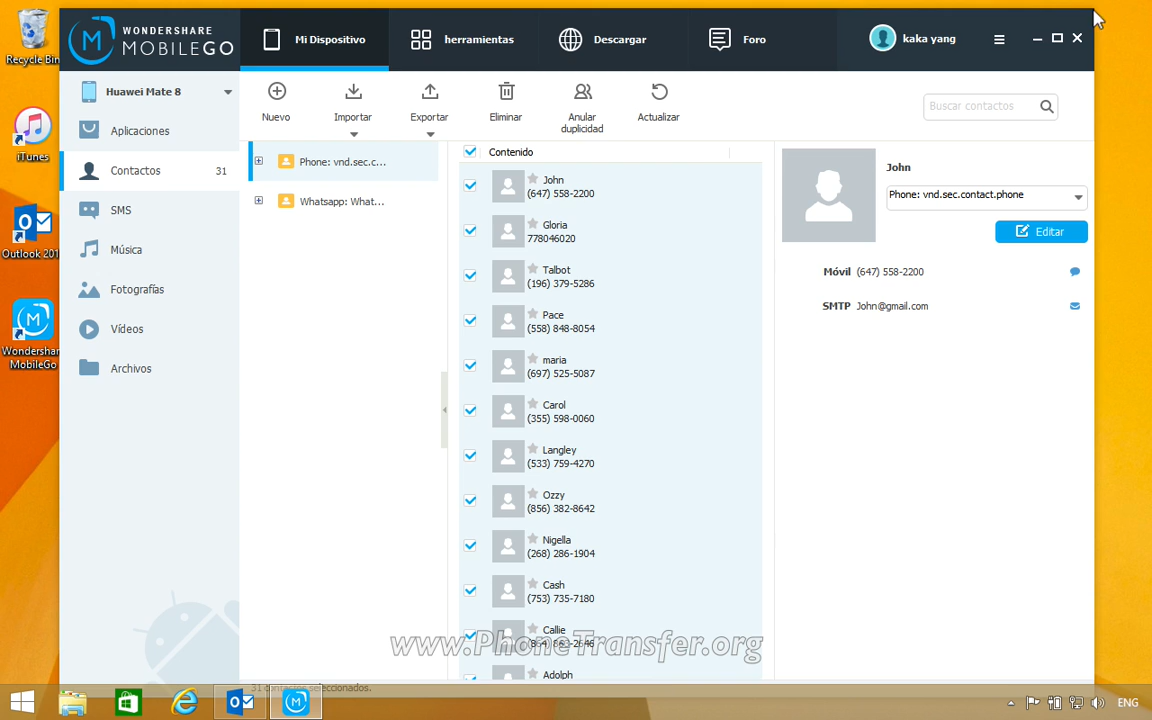 Recycle Bin
iTunes
Outlook 201
Wondershar
MobileGo
WONDERSHARE
MOBILEGO
Mi Dispositivo
herramientas
Descargar
Foro
kaka yang
Huawei Mate 8
Aplicaciones
Contactos 31
SMS
Música
Fotografías
Vídeos
Archivos
Nuevo
Importar
Exportar
Eliminar
Anular
duplicidad
Actualizar
Buscar contactos
Phone: vnd.sec.c...
Whatsapp: What...
Contenido
John
(647) 558-2200
Gloria
778046020
Talbot
(196) 379-5286
Pace
(558) 848-8054
maria
(697) 525-5087
Carol
(355) 598-0060
Langley
(533) 759-4270
Ozzy
(856) 382-8642
Nigella
(268) 286-1904
Cash
(753) 735-7180
Callie
Adolph
John
Phone: vnd.sec.contact.phone
Editar
Móvil (647) 558-2200
SMTP John@gmail.com
www.PhoneTransfer.org
31 contactos seleccionados.
ENG